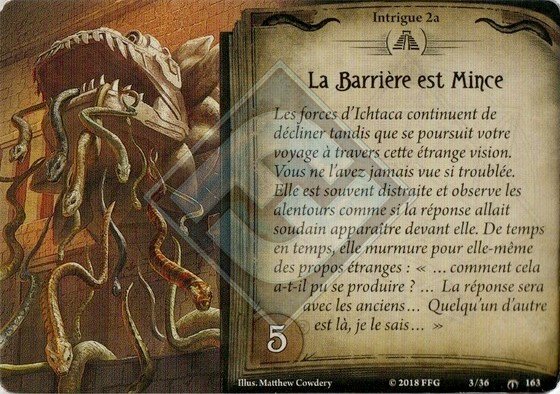 Intrigue 2a
La Barrière est Mince
Les forces d'Ichtaca continuent de
décliner tandis que se poursuit votre
voyage à travers cette étrange vision.
Vous ne l'avez jamais vue si troublée.
Elle est souvent distraite et observe les
alentours comme si la réponse allait
soudain apparaître devant elle. De temps
en temps, elle murmure pour elle-même
des propos étranges : « …comment cela
a-t-il pu se produire ? … La réponse sera
avec les anciens… Quelqu'un d'autre
est là, je le sais… »
5
Illus. Matthew Cowdery
© 2018 FFG
3/36
163